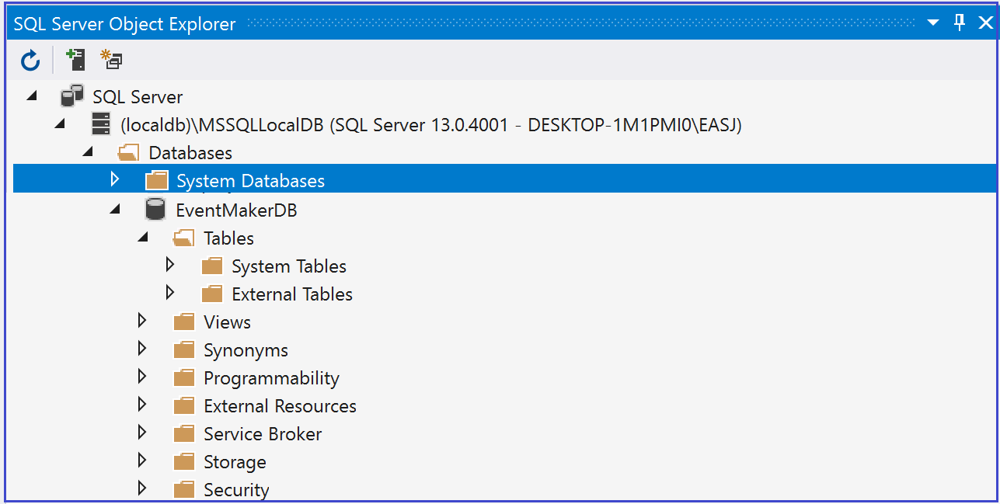 SQL Server Object Explorer
SQL Server
(localdb)\MSSQLLocalDB (SQL Server 13.0.4001 - DESKTOP-1M1PMI0\EASJ)
Databases
System Databases
EventMakerDB
Tables
System Tables
External Tables
Views
Synonyms
Programmability
External Resources
Service Broker
Storage
Security